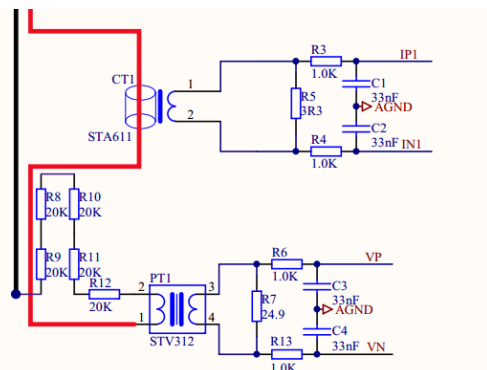 R3
IP1
1.0K
CT1
1
C1
33nF
R5
3R3
AGND
2
C2
STA611
R4
33nF
IN1
1.0K
R8
20K
R10
20K
R9
20K
R11
20K
R12
20K
PT1
2
3
1
4
STV312
R6
VP
1.0K
C3
33nF
R7
24.9
AGND
C4
R13
33nF
VN
1.0K